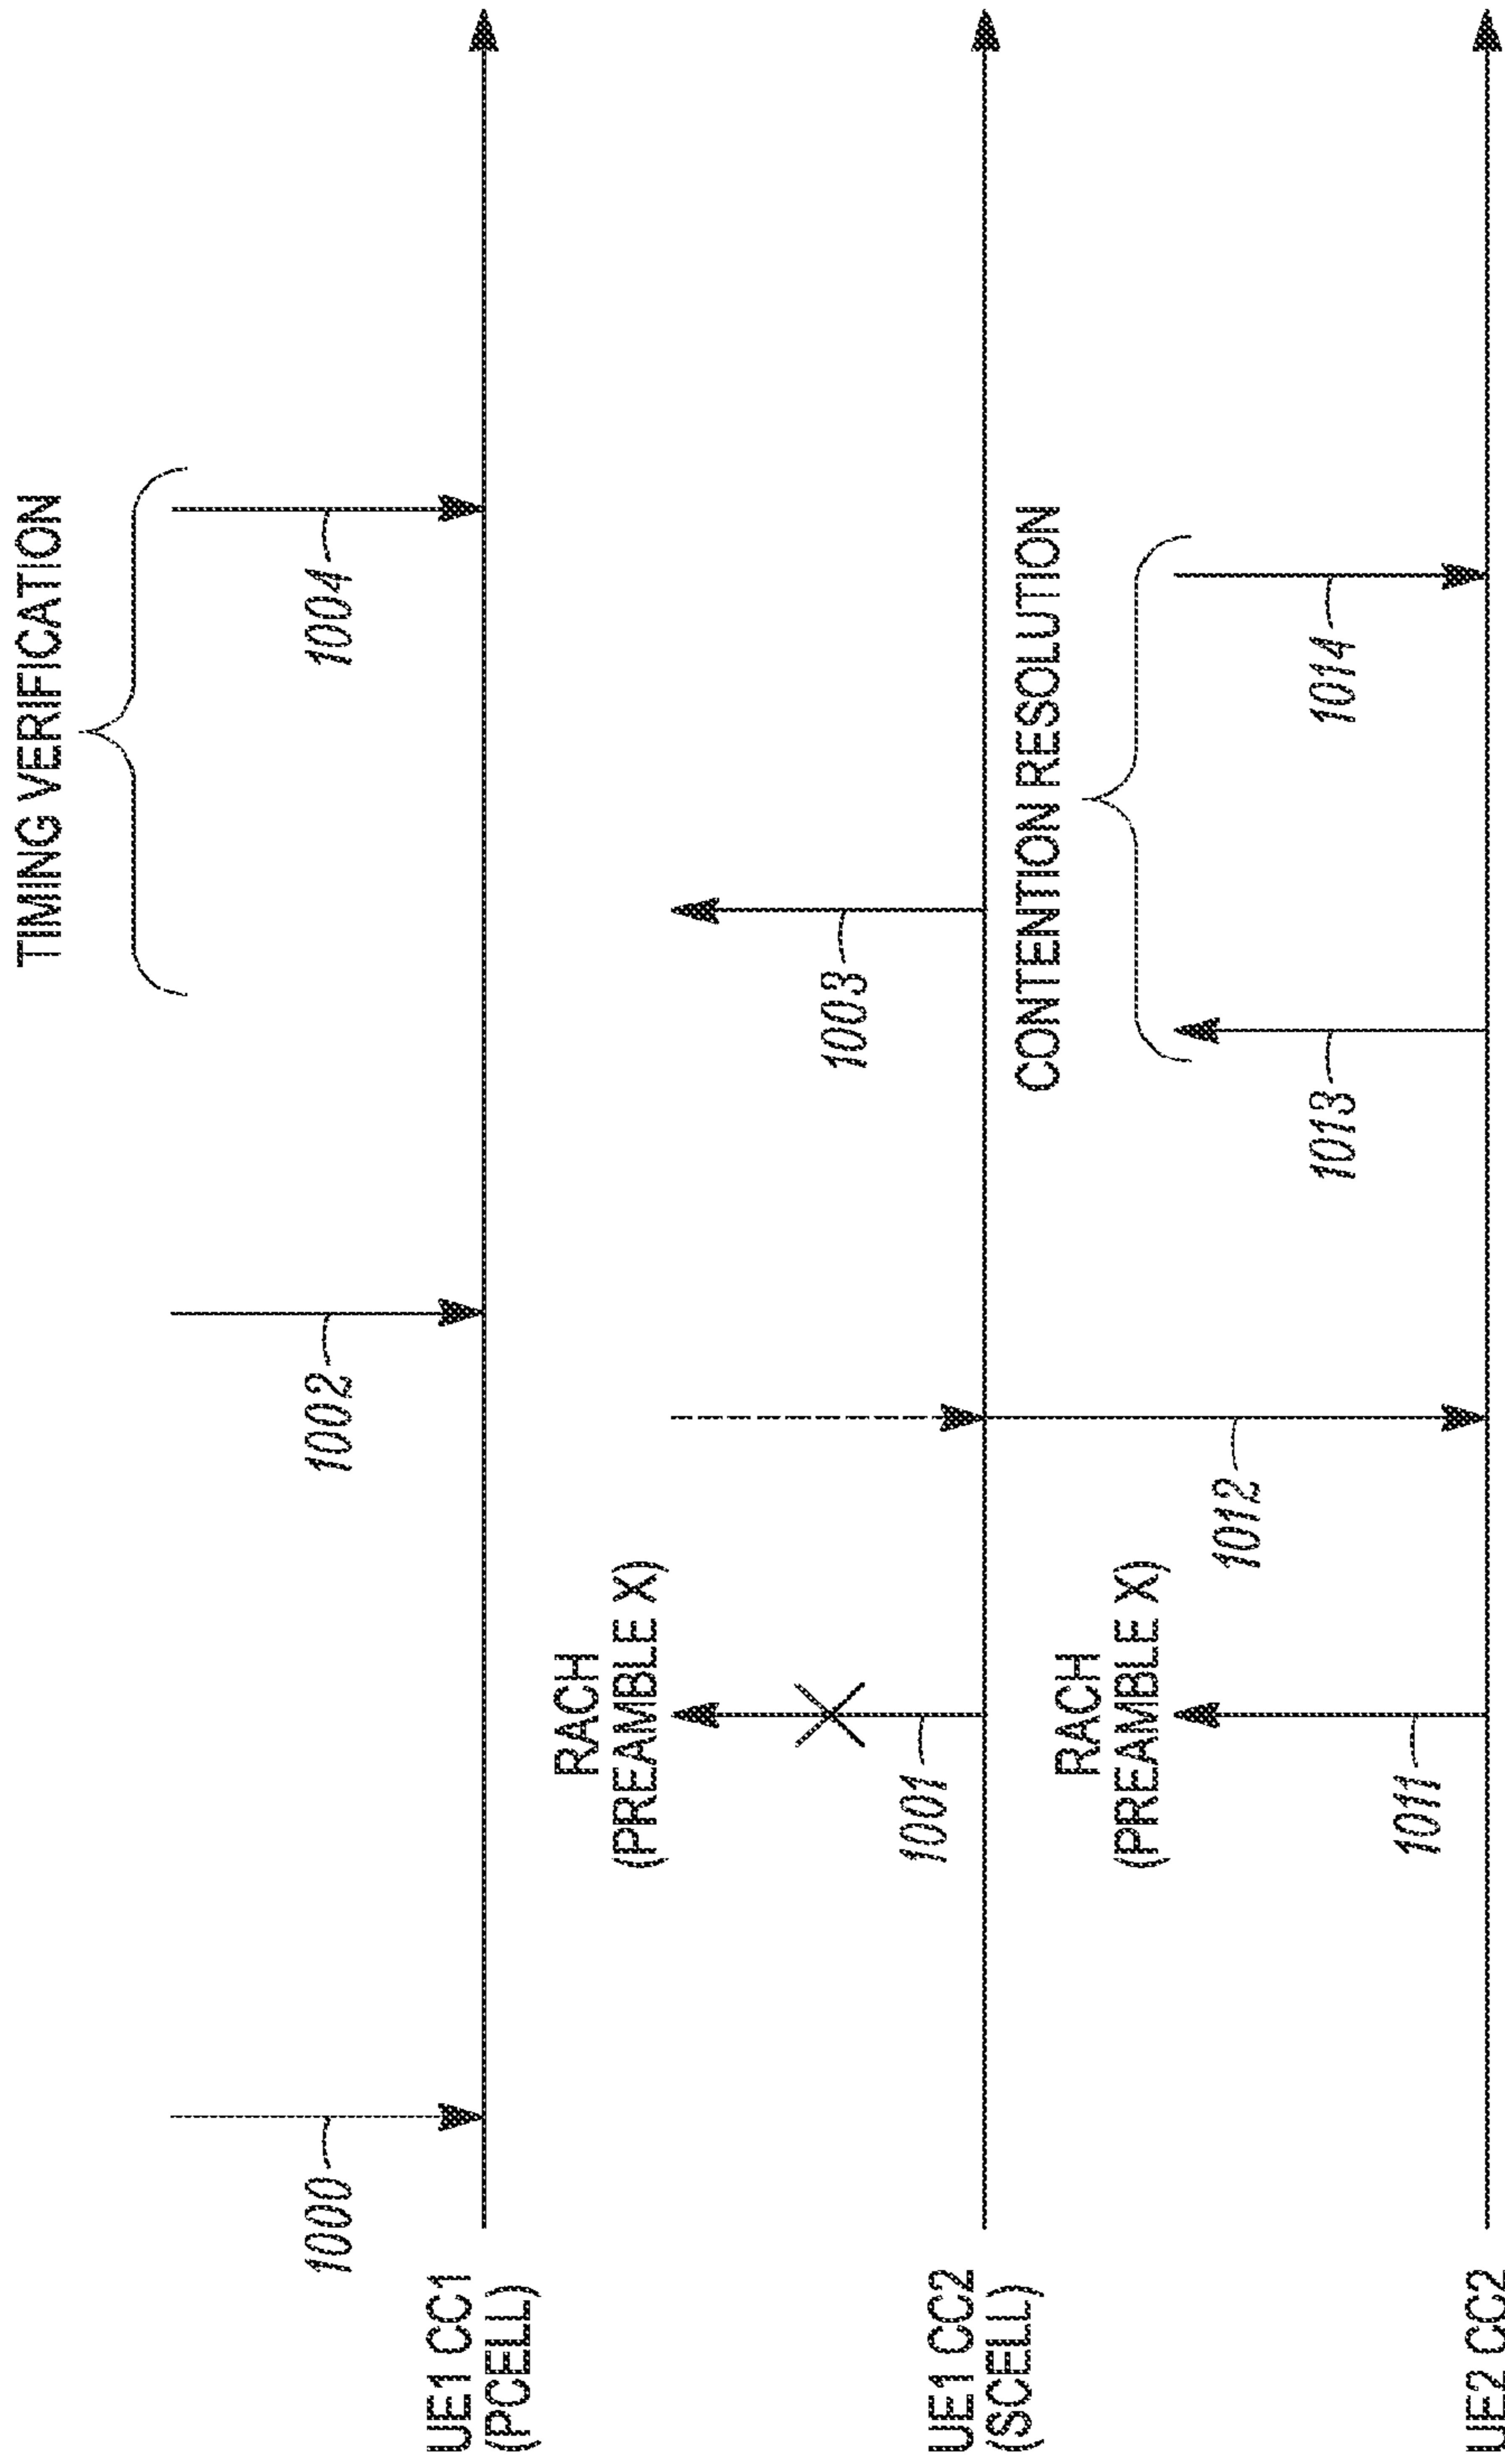 TIMING VERIFICATION
1000
1002
1004
UE1 CC1
(PCELL)
RACH
(PREAMBLE X)
1001
1003
UE1 CC2
(SCELL)
CONTENTION RESOLUTION
RACH
(PREAMBLE X)
1011
1012
1013
1014
UE2 CC2